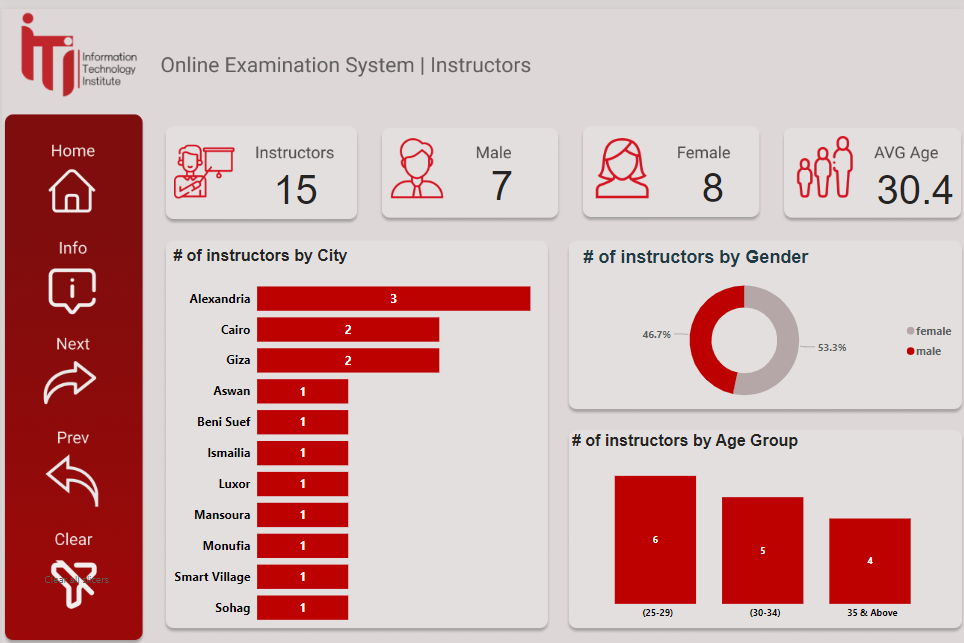 iTi
Information
Technology
Institute
Online Examination System | Instructors
Home
Info
Next
Prev
Clear
Clear all slicers
Instructors
15
Male
7
Female
8
AVG Age
30.4
# of instructors by City
Alexandria 3
Cairo 2
Giza 2
Aswan 1
Beni Suef 1
Ismailia 1
Luxor 1
Mansoura 1
Monufia 1
Smart Village 1
Sohag 1
# of instructors by Gender
46.7%
53.3%
female
male
# of instructors by Age Group
6
5
4
(25-29)
(30-34)
35 & Above